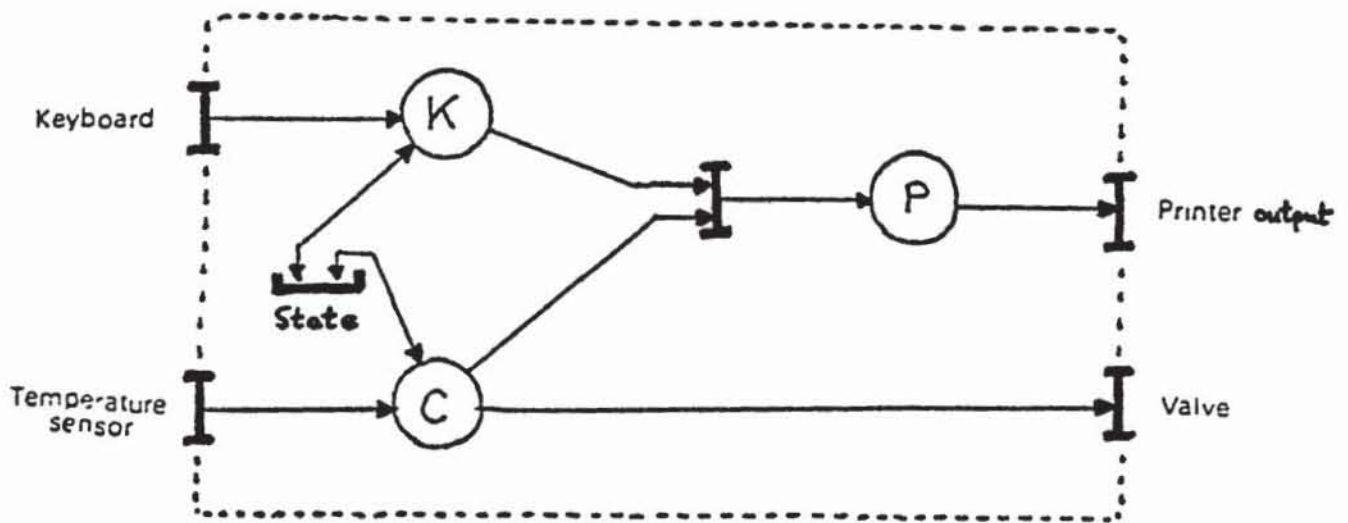 Keyboard
K
P
Printer output
State
Temperature
sensor
C
Valve